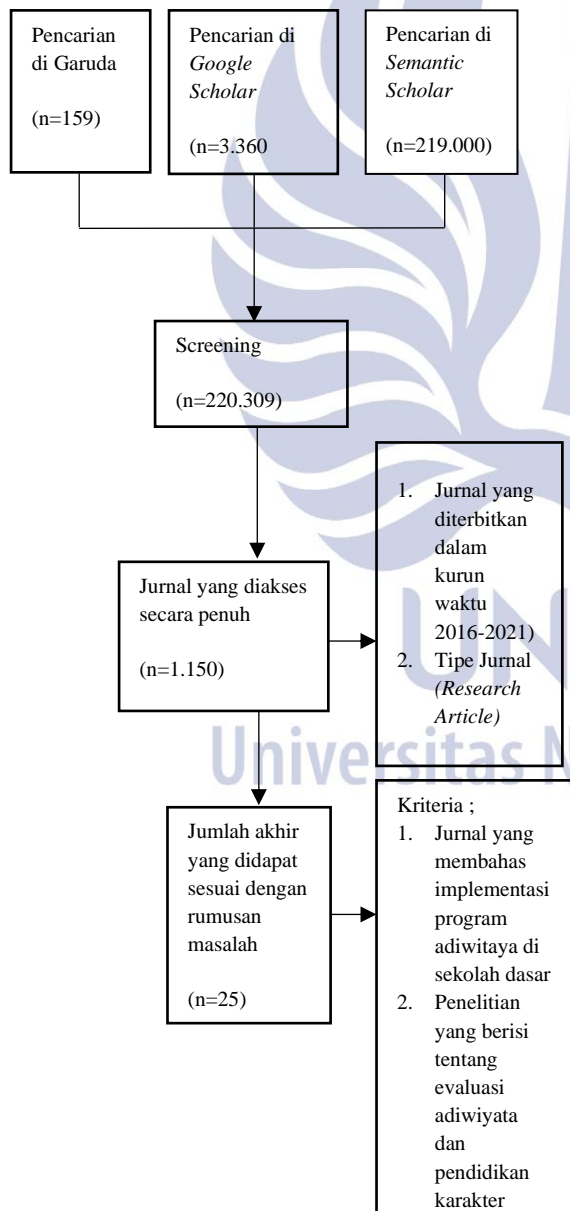 Pencarian
di Garuda
(n=159)
Pencarian di
Google
Scholar
(n=3.360
Pencarian di
Semantic
Scholar
(n=219.000)
Screening
(n=220.309)
Jurnal yang diakses
secara penuh
(n=1.150)
1. Jurnal yang
diterbitkan
dalam
kurun
waktu
2016-2021)
2. Tipe Jurnal
(Research
Article)
UN
Universitas N
Jumlah akhir
yang didapat
sesuai dengan
rumusan
masalah
(n=25)
Kriteria ;
1. Jurnal yang
membahas
implementasi
program
adiwitaya di
sekolah dasar
2. Penelitian
yang berisi
tentang
evaluasi
adiwiyata
dan
pendidikan
karakter